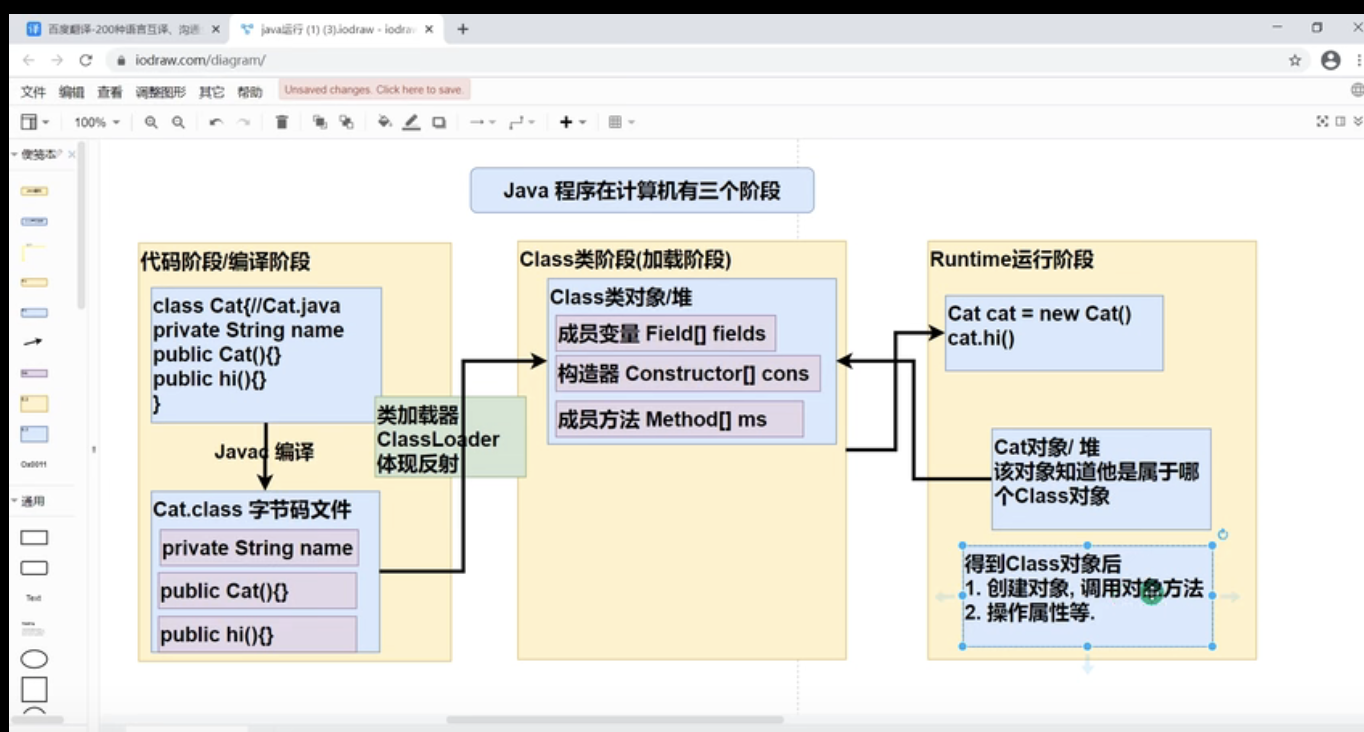 百度翻译-200种语言互译、沟通
java运行 (1) (3).iodraw - iodraw
iodraw.com/diagram/
文件 编辑 查看 调整图形 其它 帮助
Unsaved changes. Click here to save.
100%
便笺本
Java 程序在计算机有三个阶段
代码阶段/编译阶段
class Cat{//Cat.java
private String name
public Cat(){}
public hi(){}
}
Javac 编译
Cat.class 字节码文件
private String name
public Cat(){}
public hi(){}
类加载器
ClassLoader
体现反射
Class类阶段(加载阶段)
Class类对象/堆
成员变量 Field[] fields
构造器 Constructor[] cons
成员方法 Method[] ms
Runtime运行阶段
Cat cat = new Cat()
cat.hi()
Cat对象/ 堆
该对象知道他是属于哪
个Class对象
得到Class对象后
1. 创建对象, 调用对象方法
2. 操作属性等.
0x0011
通用
Text